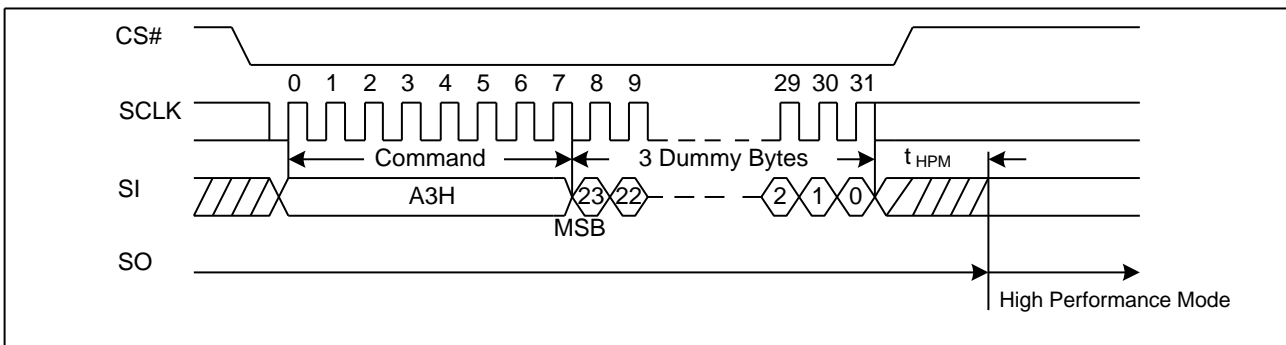 CS#
0 1 2 3 4 5 6 7 8 9 29 30 31
SCLK
Command 3 Dummy Bytes t HPM
SI A3H 23 22 2 1 0
MSB
SO
High Performance Mode